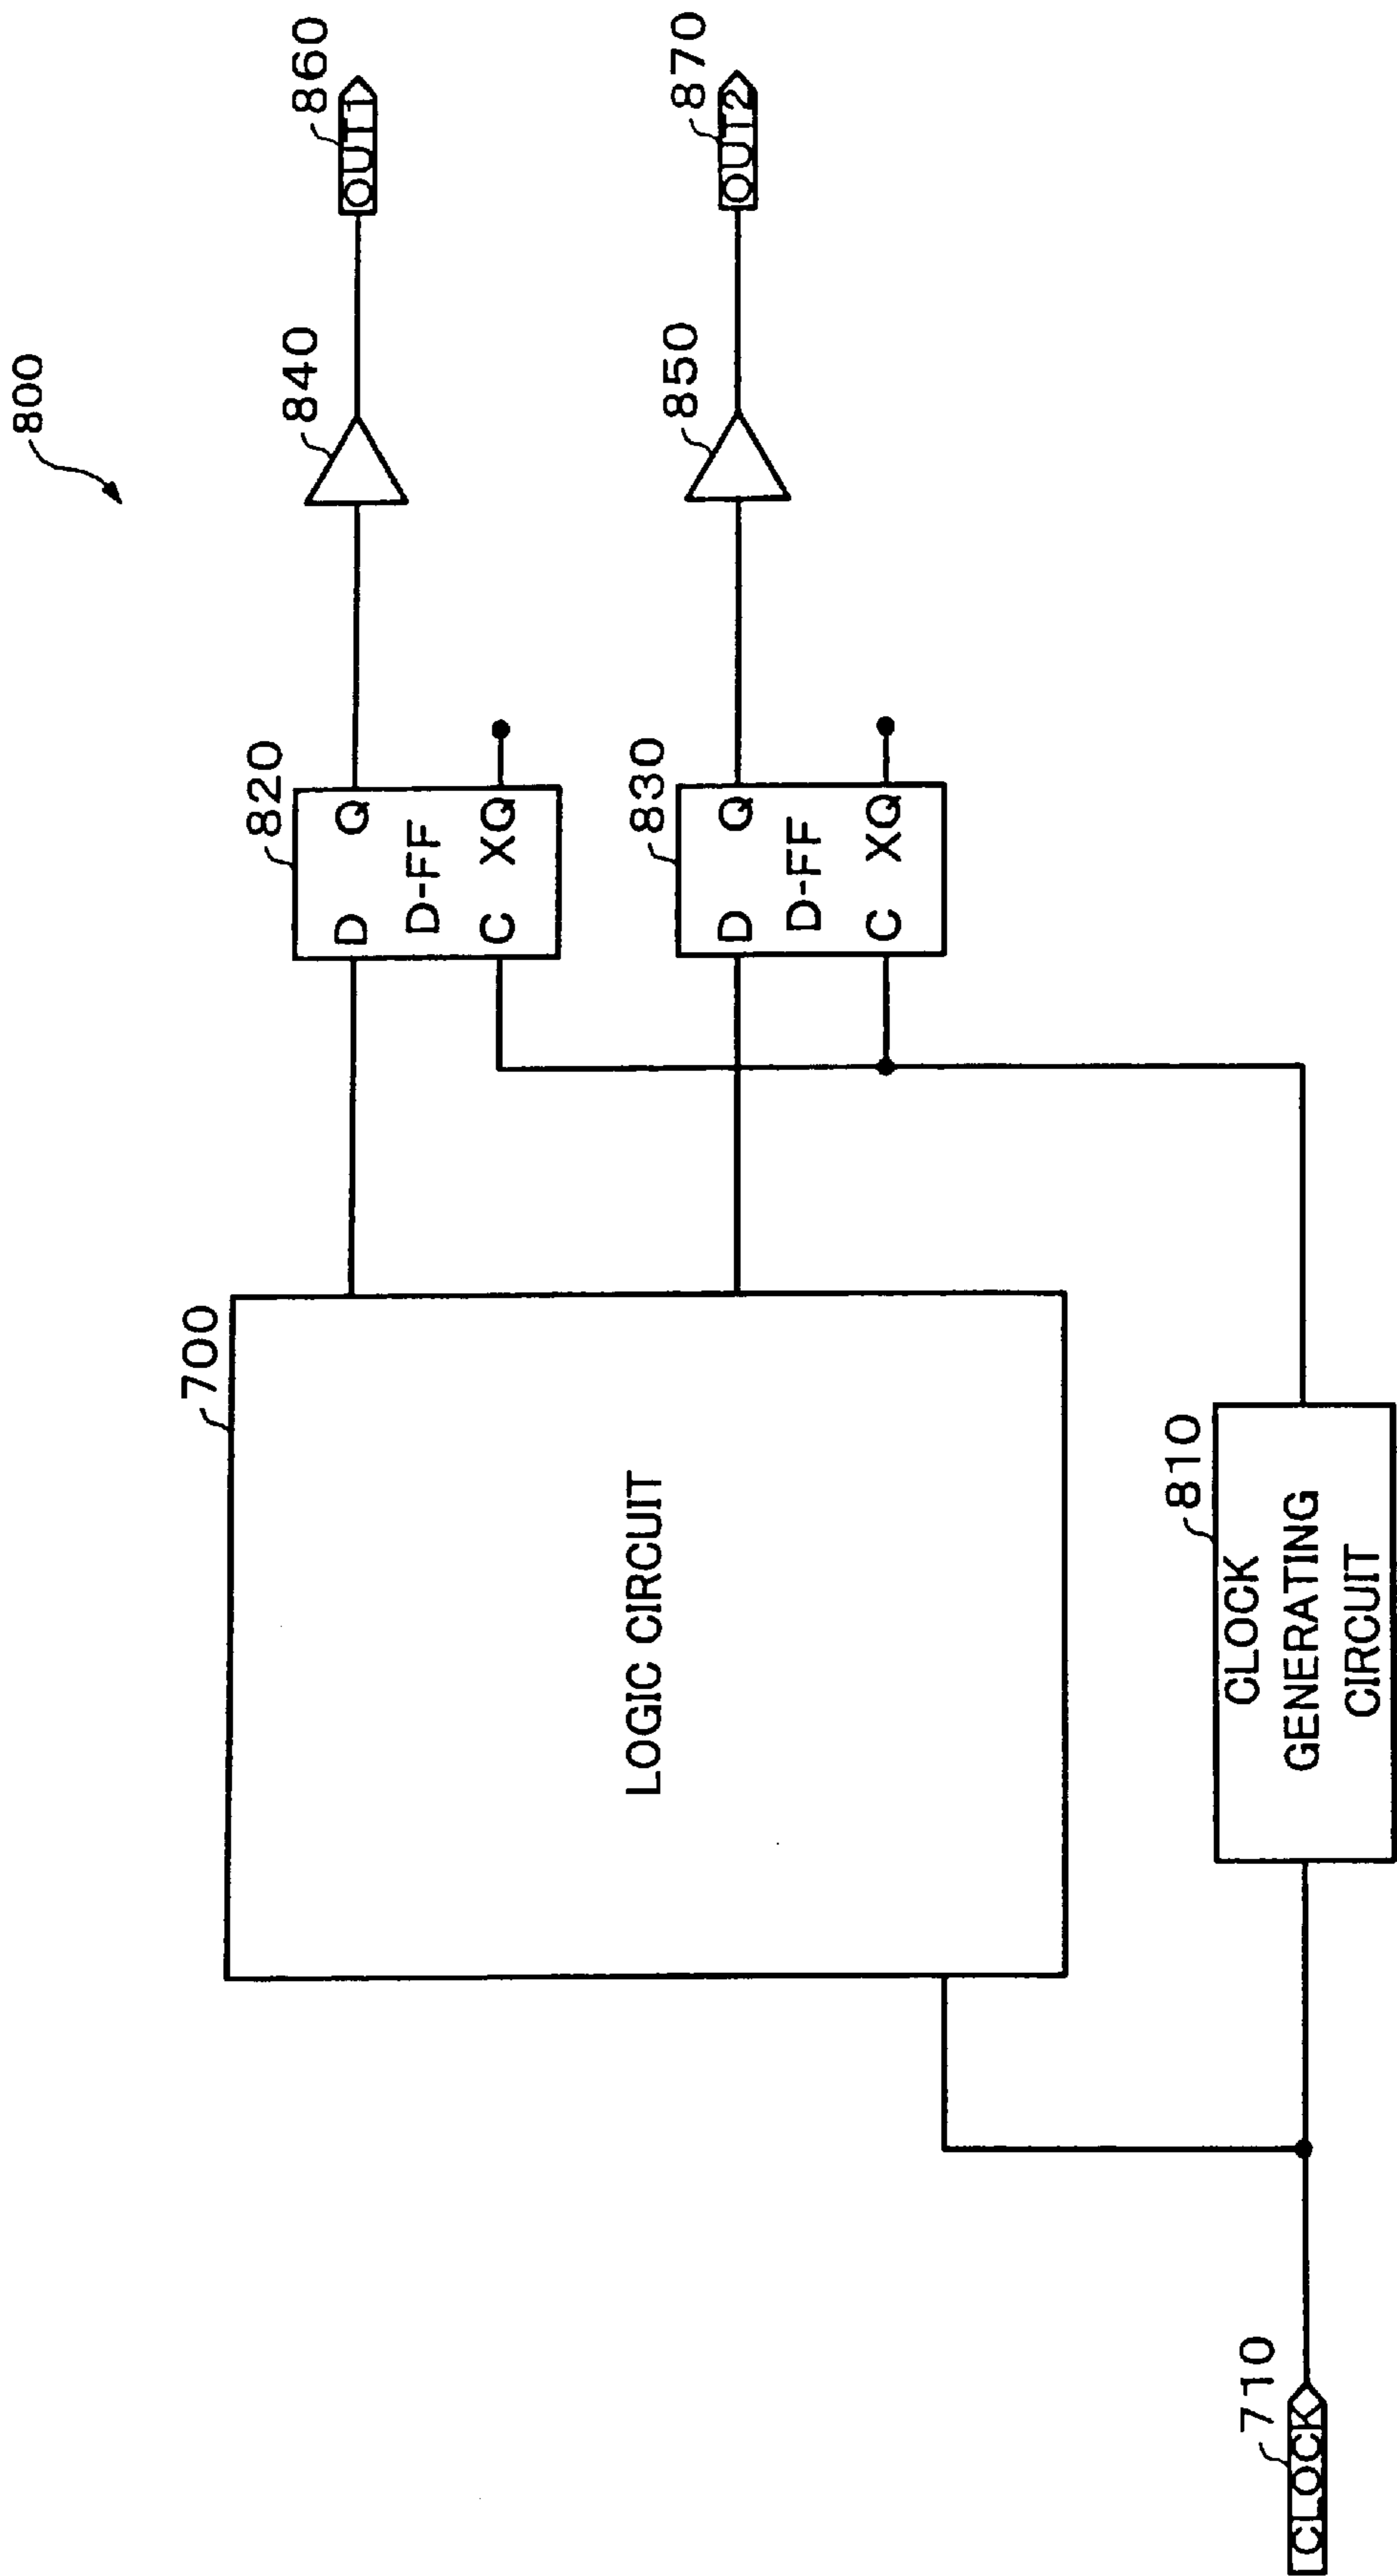 800
700
LOGIC CIRCUIT
820
D Q
D-FF
C XQ
840
860
OUT1
830
D Q
D-FF
C XQ
850
870
OUT2
710
CLOCK
810
CLOCK
GENERATING
CIRCUIT